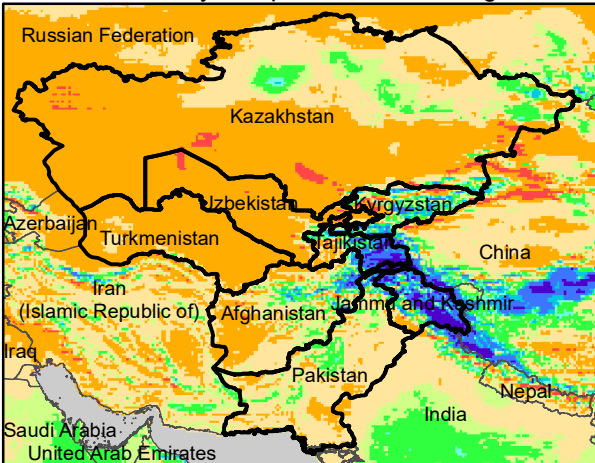 Russian Federation
Kazakhstan
Izbekistan
Kyrgyzstan
Azerbaijan
Turkmenistan
Tajikistan
China
Iran
(Islamic Republic of)
Afghanistan
Jammu and Kashmir
Iraq
Pakistan
Nepal
India
Saudi Arabia
United Arab Emirates